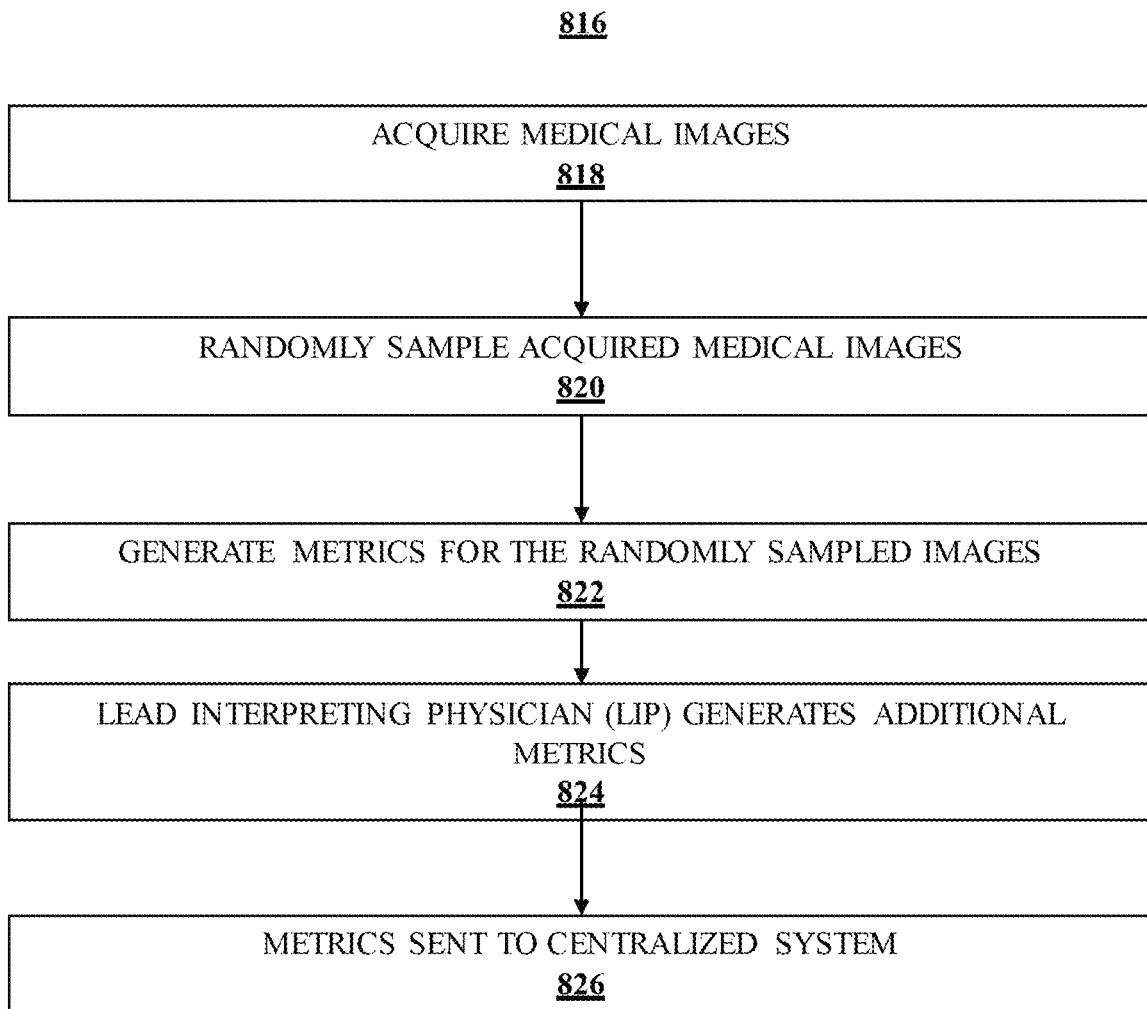 816
ACQUIRE MEDICAL IMAGES
818
RANDOMLY SAMPLE ACQUIRED MEDICAL IMAGES
820
GENERATE METRICS FOR THE RANDOMLY SAMPLED IMAGES
822
LEAD INTERPRETING PHYSICIAN (LIP) GENERATES ADDITIONAL
METRICS
824
METRICS SENT TO CENTRALIZED SYSTEM
826